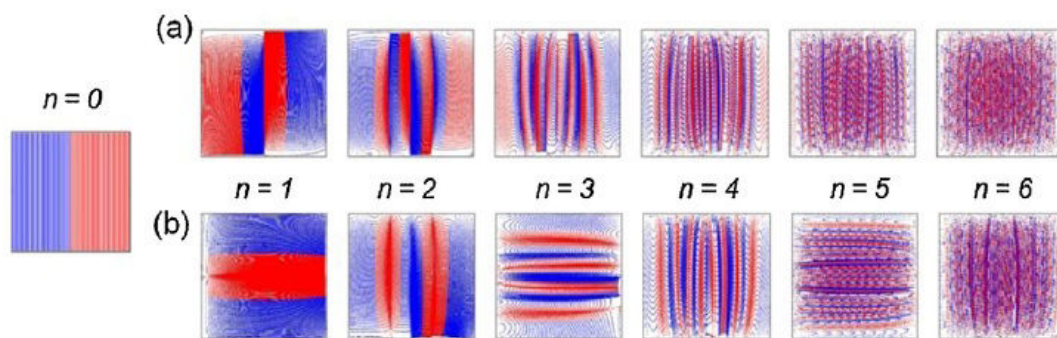 (a)
n = 0
n = 1 n = 2 n = 3 n = 4 n = 5 n = 6
(b)